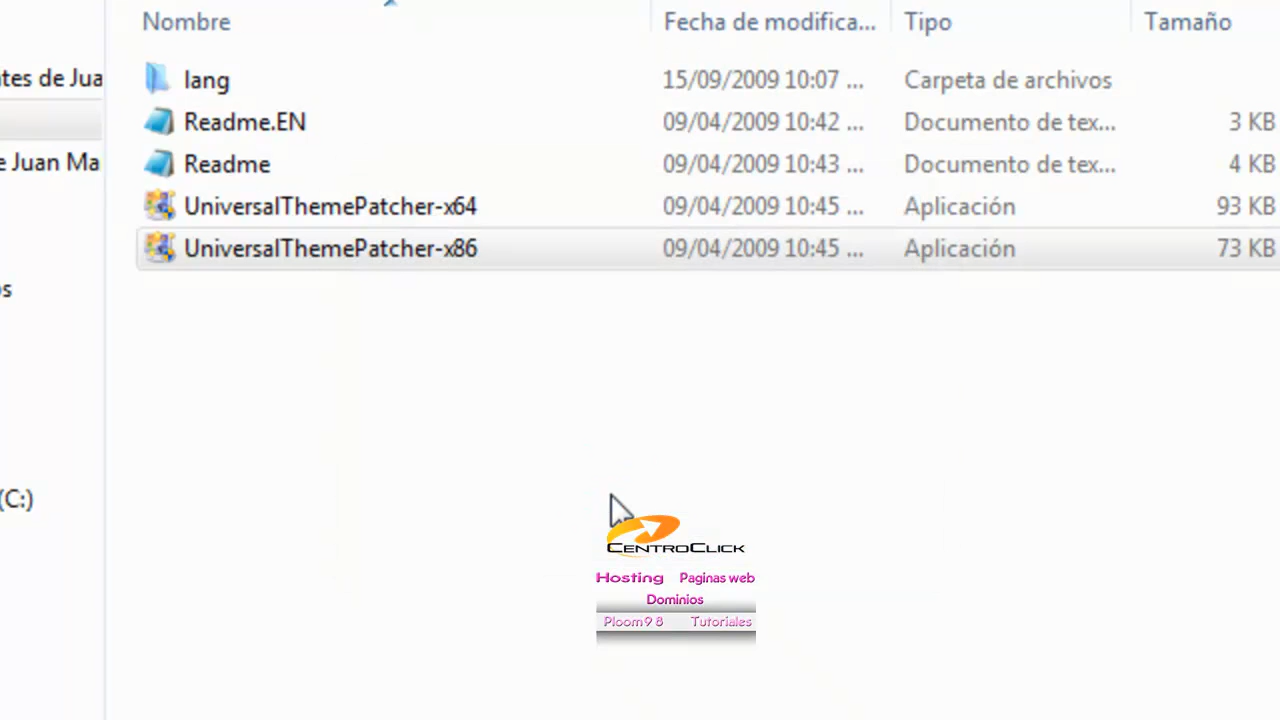 Nombre Fecha de modifica... Tipo Tamaño
ntes de Jua
lang 15/09/2009 10:07 ... Carpeta de archivos
Readme.EN 09/04/2009 10:42 ... Documento de tex... 3 KB
e Juan Ma
Readme 09/04/2009 10:43 ... Documento de tex... 4 KB
UniversalThemePatcher-x64 09/04/2009 10:45 ... Aplicación 93 KB
UniversalThemePatcher-x86 09/04/2009 10:45 ... Aplicación 73 KB
os
(C:)
CENTROCLICK
Hosting Paginas web
Dominios
Ploom98 Tutoriales